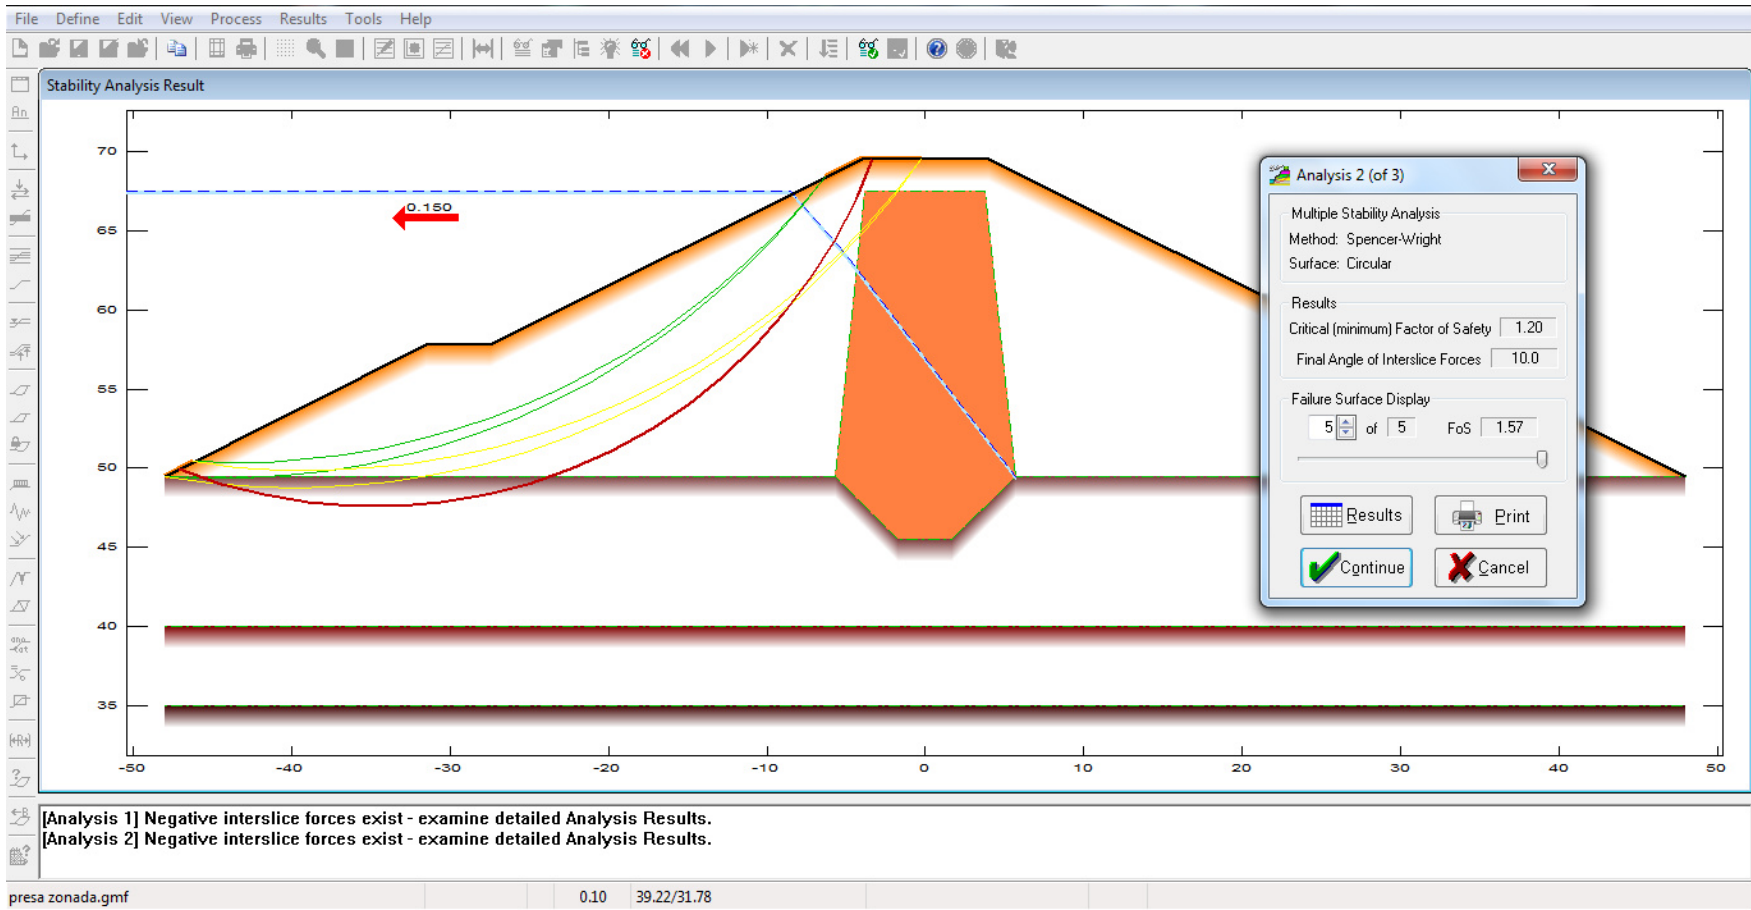 File Define Edit View Process Results Tools Help
Stability Analysis Result
70
65
60
55
50
45
40
35
0.150
-50 -40 -30 -20 -10 0 10 20 30 40 50
Analysis 2 (of 3)
Multiple Stability Analysis
Method: Spencer-Wright
Surface: Circular
Results
Critical (minimum) Factor of Safety 1.20
Final Angle of Interslice Forces 10.0
Failure Surface Display
5 of 5 FoS 1.57
Results Print
Continue Cancel
[Analysis 1] Negative interslice forces exist - examine detailed Analysis Results.
[Analysis 2] Negative interslice forces exist - examine detailed Analysis Results.
presa zonada.gmf 0.10 39.22/31.78